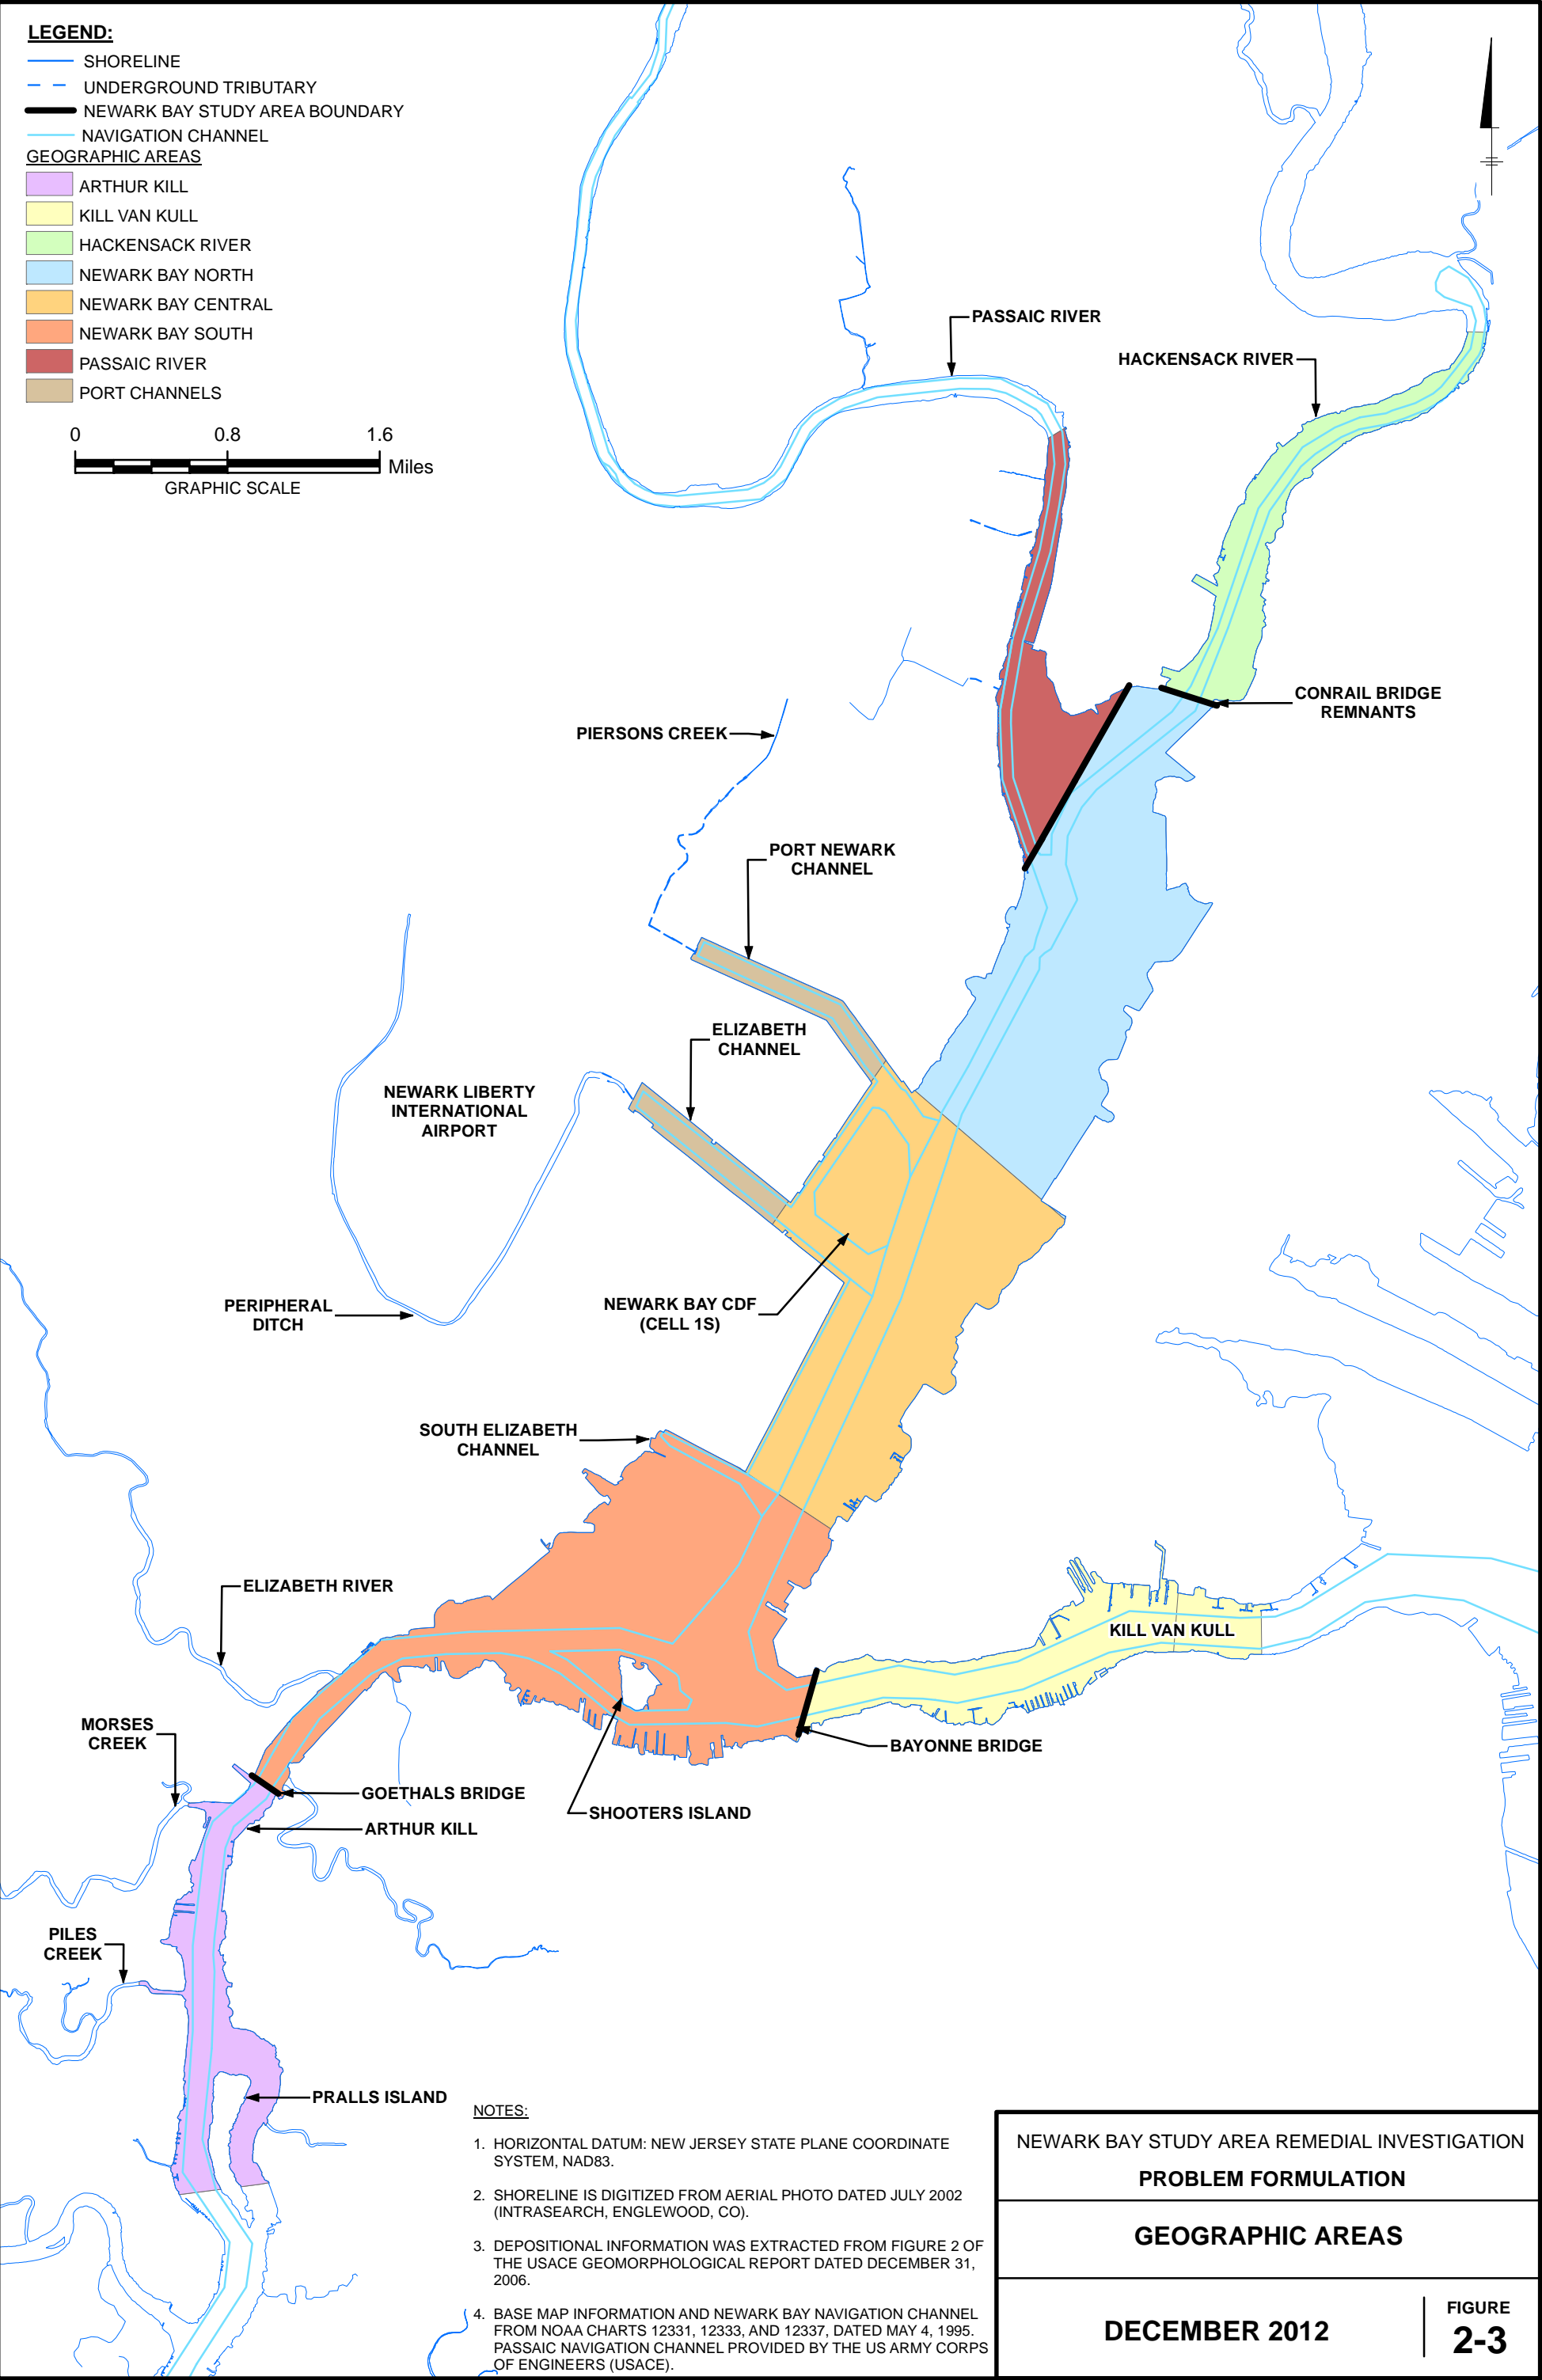 LEGEND:
SHORELINE
UNDERGROUND TRIBUTARY
NEWARK BAY STUDY AREA BOUNDARY
NAVIGATION CHANNEL
GEOGRAPHIC AREAS
ARTHUR KILL
KILL VAN KULL
HACKENSACK RIVER
NEWARK BAY NORTH
NEWARK BAY CENTRAL
NEWARK BAY SOUTH
PASSAIC RIVER
PORT CHANNELS
0 0.8 1.6
Miles
GRAPHIC SCALE
PASSAIC RIVER
HACKENSACK RIVER
CONRAIL BRIDGE
REMNANTS
PIERSONS CREEK
PORT NEWARK
CHANNEL
ELIZABETH
CHANNEL
NEWARK LIBERTY
INTERNATIONAL
AIRPORT
PERIPHERAL
DITCH
NEWARK BAY CDF
(CELL 1S)
SOUTH ELIZABETH
CHANNEL
ELIZABETH RIVER
KILL VAN KULL
MORSES
CREEK
BAYONNE BRIDGE
GOETHALS BRIDGE
SHOOTERS ISLAND
ARTHUR KILL
PILES
CREEK
PRALLS ISLAND
NOTES:
1. HORIZONTAL DATUM: NEW JERSEY STATE PLANE COORDINATE
SYSTEM, NAD83.
2. SHORELINE IS DIGITIZED FROM AERIAL PHOTO DATED JULY 2002
(INTRASEARCH, ENGLEWOOD, CO).
3. DEPOSITIONAL INFORMATION WAS EXTRACTED FROM FIGURE 2 OF
THE USACE GEOMORPHOLOGICAL REPORT DATED DECEMBER 31,
2006.
4. BASE MAP INFORMATION AND NEWARK BAY NAVIGATION CHANNEL
FROM NOAA CHARTS 12331, 12333, AND 12337, DATED MAY 4, 1995.
PASSAIC NAVIGATION CHANNEL PROVIDED BY THE US ARMY CORPS
OF ENGINEERS (USACE).
NEWARK BAY STUDY AREA REMEDIAL INVESTIGATION
PROBLEM FORMULATION
GEOGRAPHIC AREAS
DECEMBER 2012
FIGURE
2-3